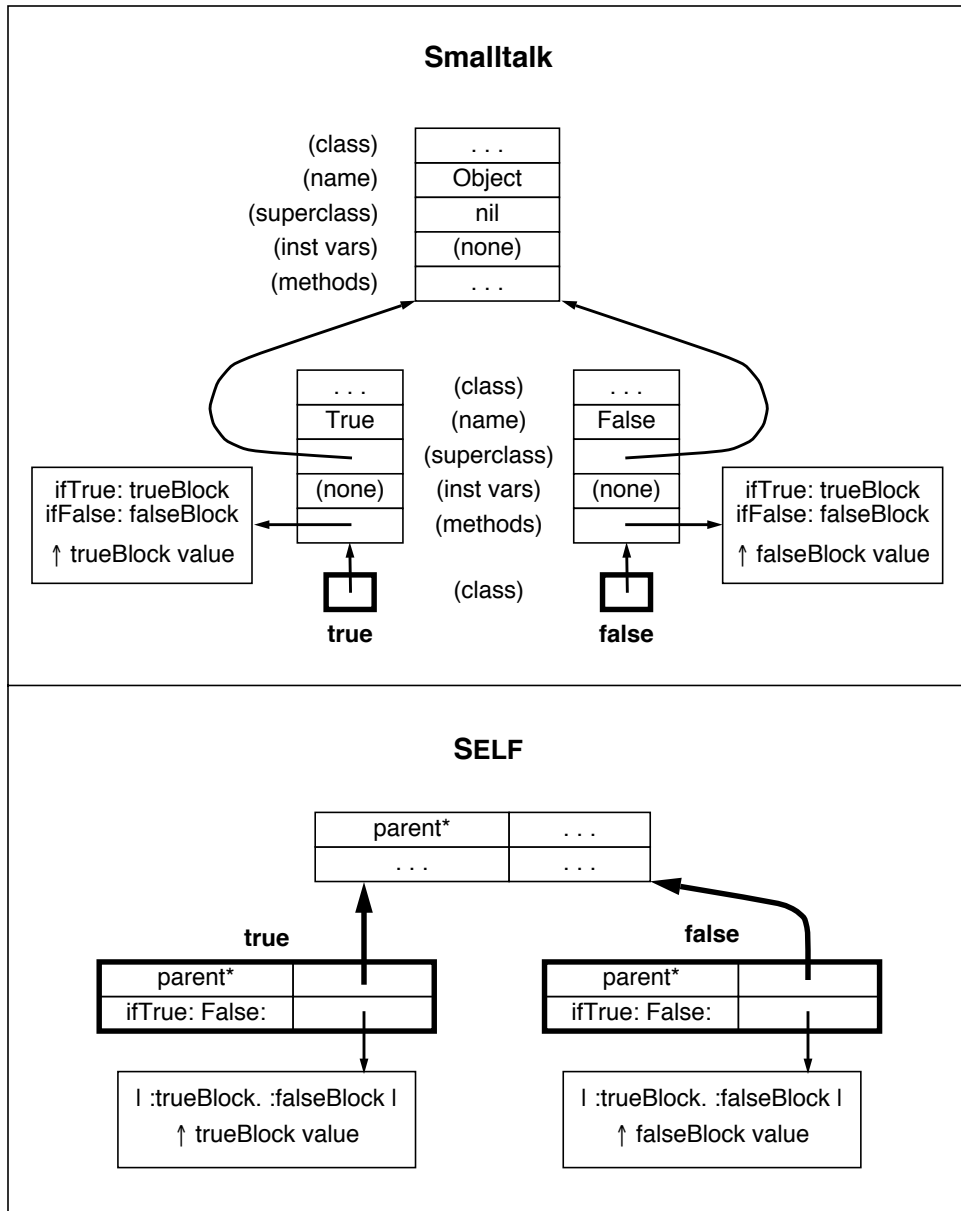 Smalltalk
(class) . . .
(name) Object
(superclass) nil
(inst vars) (none)
(methods) . . .
. . . (class) . . .
True (name) False
(superclass)
(none) (inst vars) (none)
(methods)
ifTrue: trueBlock
ifFalse: falseBlock
↑ trueBlock value
ifTrue: trueBlock
ifFalse: falseBlock
↑ falseBlock value
(class)
true false
SELF
parent* . . .
. . . . . .
true
parent*
ifTrue: False:
| :trueBlock. :falseBlock |
↑ trueBlock value
false
parent*
ifTrue: False:
| :trueBlock. :falseBlock |
↑ falseBlock value